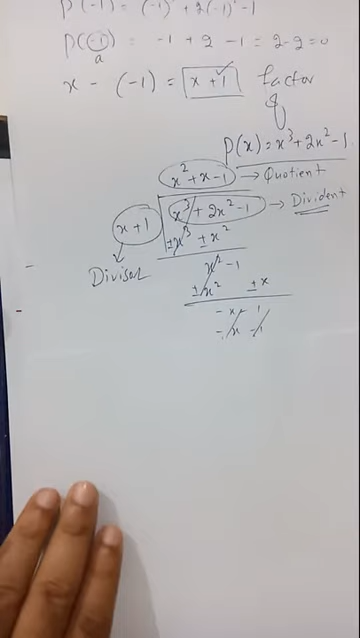 P(-1) = (-1)³ + 2(-1)² - 1
P(-1) = -1 + 2 - 1 = 2-2 = 0
a
x - (-1) = x + 1 ✓ factor
of
P(x) = x³ + 2x² - 1
x² + x - 1 → Quotient
x + 1 x³ + 2x² - 1 → Divident
± x³ ± x²
Divisor x² - 1
± x² ± x
- x - 1
- x - 1